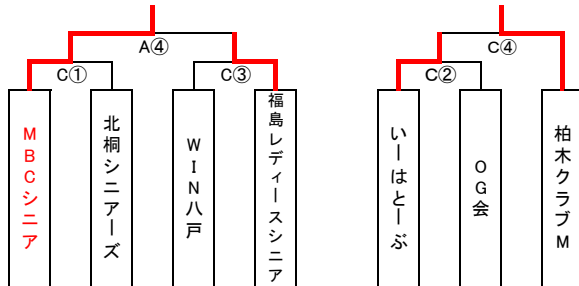 A④
C④
C①
C③
C②
MBCシニア
北桐シニアーズ
WIN八戸
福島レディースシニア
いーはとーぶ
OG会
柏木クラブM